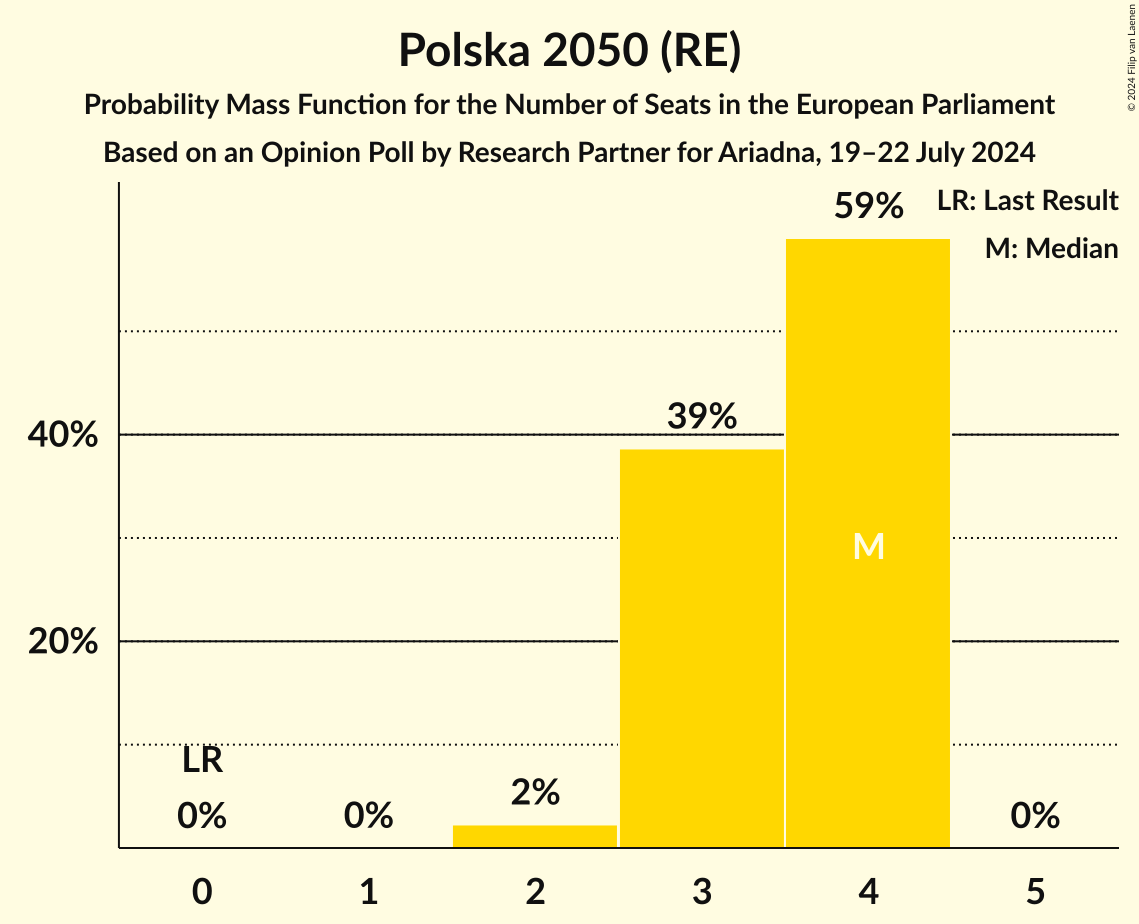 Polska 2050 (RE)
Probability Mass Function for the Number of Seats in the European Parliament
Based on an Opinion Poll by Research Partner for Ariadna, 19–22 July 2024
© 2024 Filip van Laenen
LR: Last Result
M: Median
59%
39%
40%
M
20%
LR
0%
0%
2%
0%
0
1
2
3
4
5